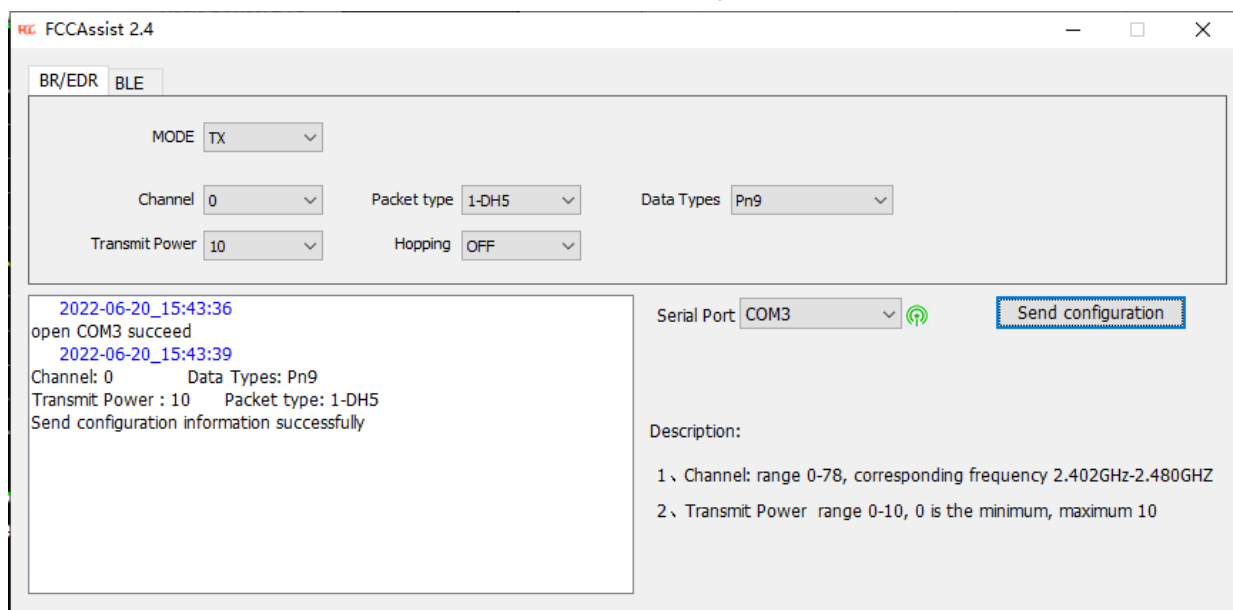 FCC FCCAssist 2.4
BR/EDR BLE
MODE TX
Channel 0 Packet type 1-DH5 Data Types Pn9
Transmit Power 10 Hopping OFF
2022-06-20_15:43:36
open COM3 succeed
2022-06-20_15:43:39
Channel: 0 Data Types: Pn9
Transmit Power : 10 Packet type: 1-DH5
Send configuration information successfully
Serial Port COM3 Send configuration
Description:
1、Channel: range 0-78, corresponding frequency 2.402GHz-2.480GHZ
2、Transmit Power range 0-10, 0 is the minimum, maximum 10